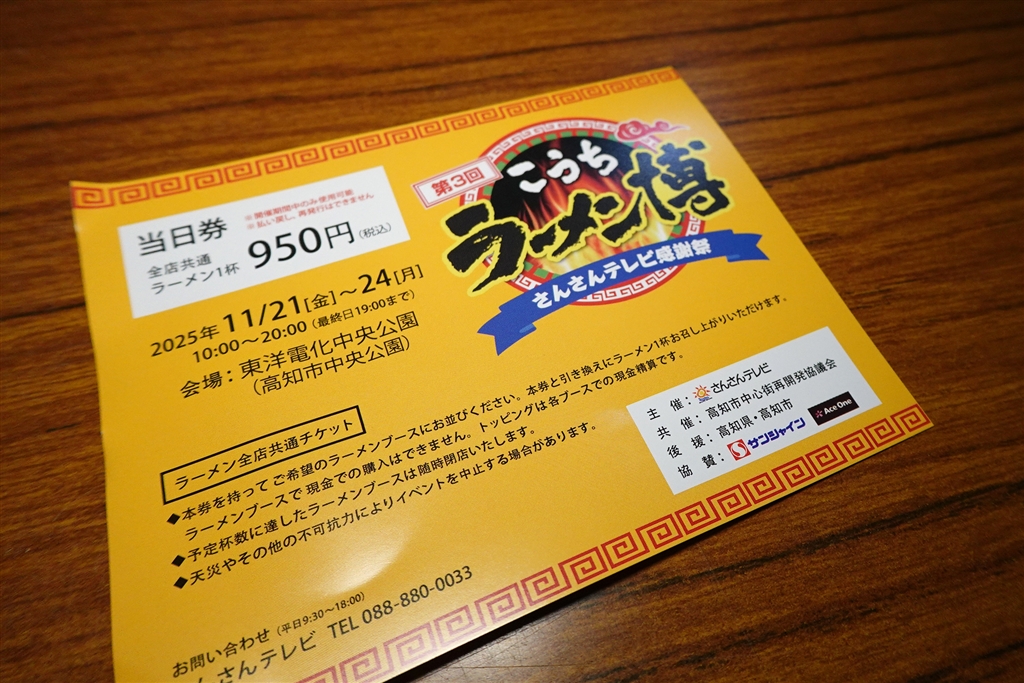 第3回
こうち
ラーメン博
さんさんテレビ感謝祭
当日券
※開催期間中のみ使用可能
※払い戻し、再発行はできません
全店共通
ラーメン1杯
950円(税込)
2025年 11/21[金]～24[月]
10:00～20:00(最終日19:00まで)
会場：東洋電化中央公園
(高知市中央公園)
ラーメン全店共通チケット
◆本券を持ってご希望のラーメンブースにお並びください。本券と引き換えにラーメン1杯お召し上がりいただけます。
ラーメンブースで現金での購入はできません。トッピングは各ブースでの現金精算です。
◆予定杯数に達したラーメンブースは随時閉店いたします。
◆天災やその他の不可抗力によりイベントを中止する場合があります。
主 催：さんさんテレビ
共 催：高知市中心街再開発協議会
後 援：高知県・高知市
協 賛：サンシャイン Ace One
お問い合わせ(平日9:30～18:00)
さんさんテレビ TEL 088-880-0033